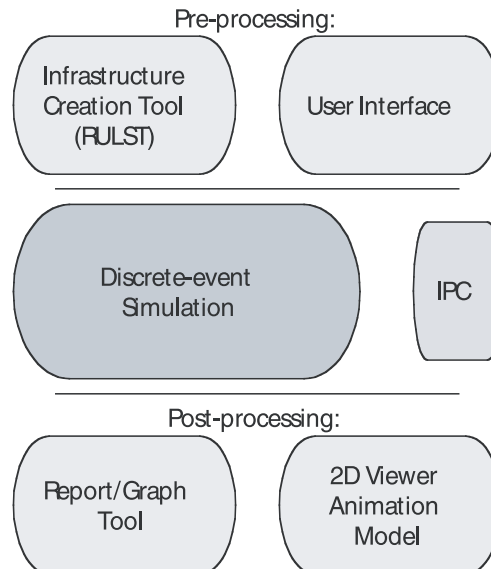 Pre-processing:
Infrastructure
Creation Tool
(RULST)
User Interface
Discrete-event
Simulation
IPC
Post-processing:
Report/Graph
Tool
2D Viewer
Animation
Model